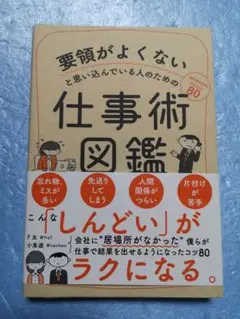 要領がよくない
と思い込んでいる人のための
仕事術
図鑑
80
忘れ物、
ミスが
多い
先送り
して
しまう
人間
関係が
つらい
片付けが
苦手
こんな「しんどい」が
F太
小鳥遊
会社に"居場所がなかった"僕らが
仕事で結果を出せるようになったコツ80
ラクになる。